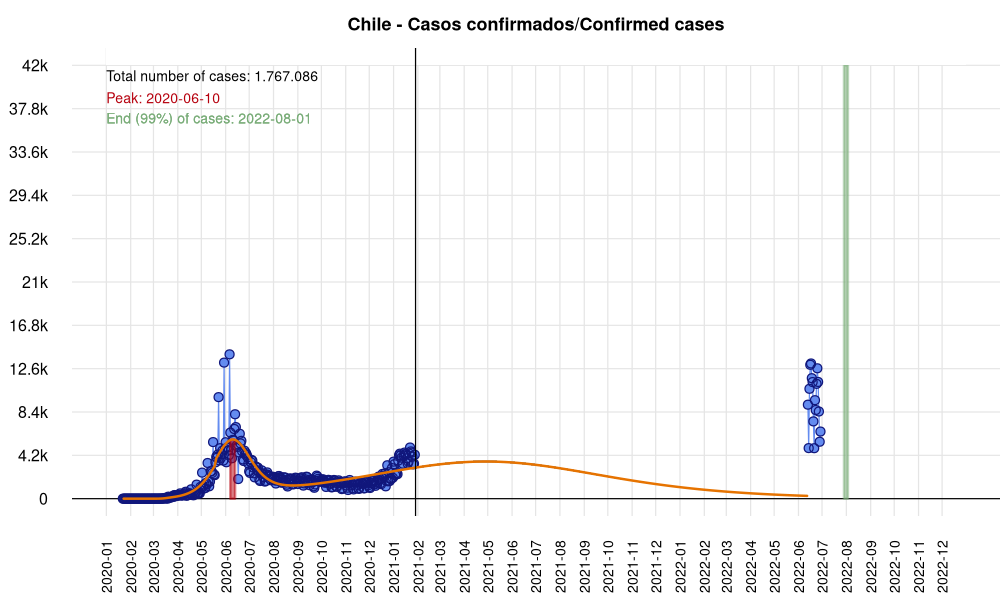 Chile - Casos confirmados/Confirmed cases
Total number of cases: 1.767.086
Peak: 2020-06-10
End (99%) of cases: 2022-08-01
42k
37.8k
33.6k
29.4k
25.2k
21k
16.8k
12.6k
8.4k
4.2k
0
2020-01
2020-02
2020-03
2020-04
2020-05
2020-06
2020-07
2020-08
2020-09
2020-10
2020-11
2020-12
2021-01
2021-02
2021-03
2021-04
2021-05
2021-06
2021-07
2021-08
2021-09
2021-10
2021-11
2021-12
2022-01
2022-02
2022-03
2022-04
2022-05
2022-06
2022-07
2022-08
2022-09
2022-10
2022-11
2022-12